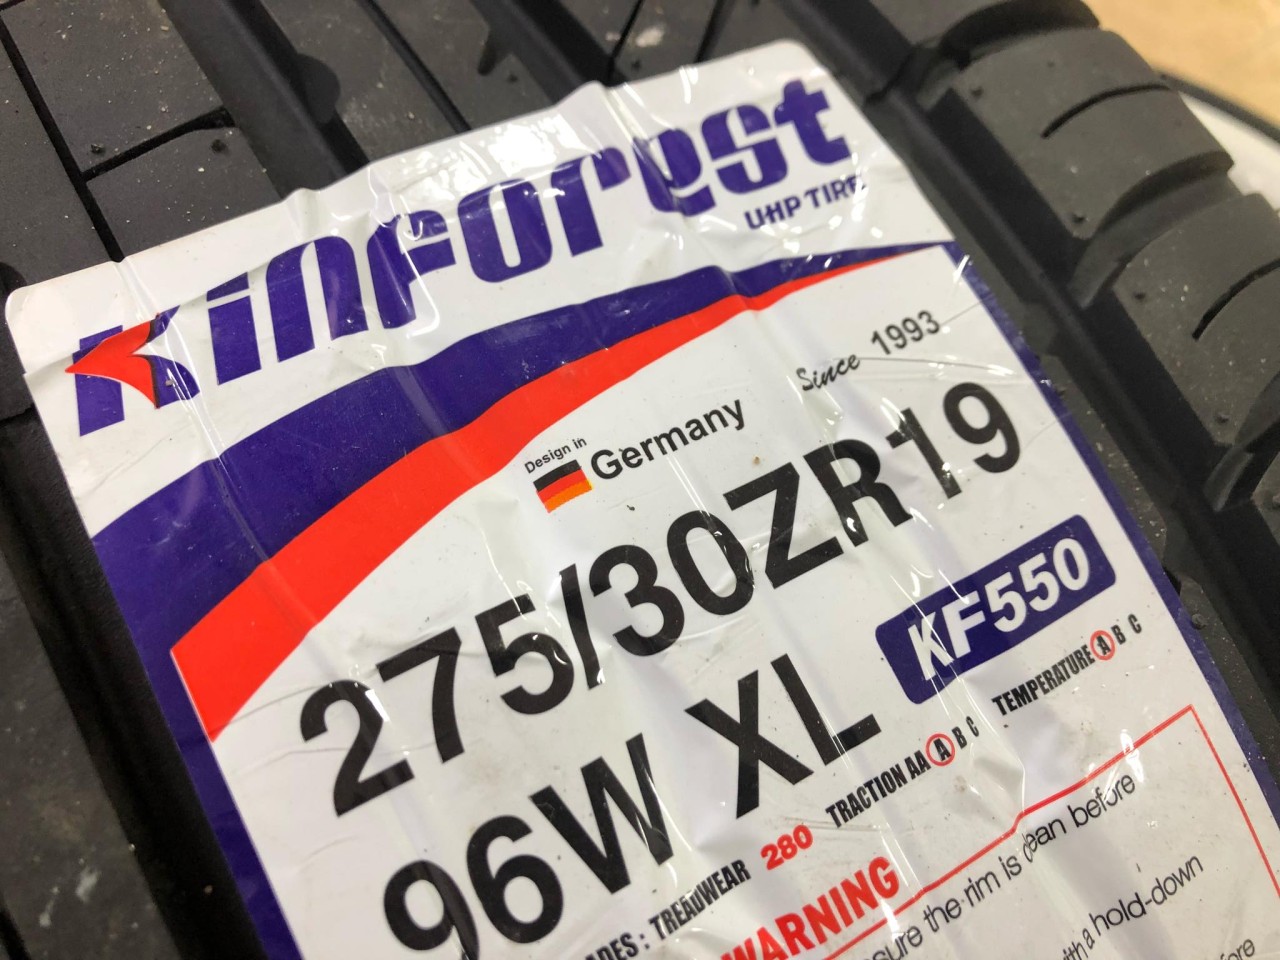 Kinforest
UHP TIRE
Since 1993
Design in
Germany
275/30ZR19
96W XL KF550
: TREADWEAR 280 TRACTION AA A B C TEMPERATURE A B C
WARNING
the rim is clean before
a hold-down